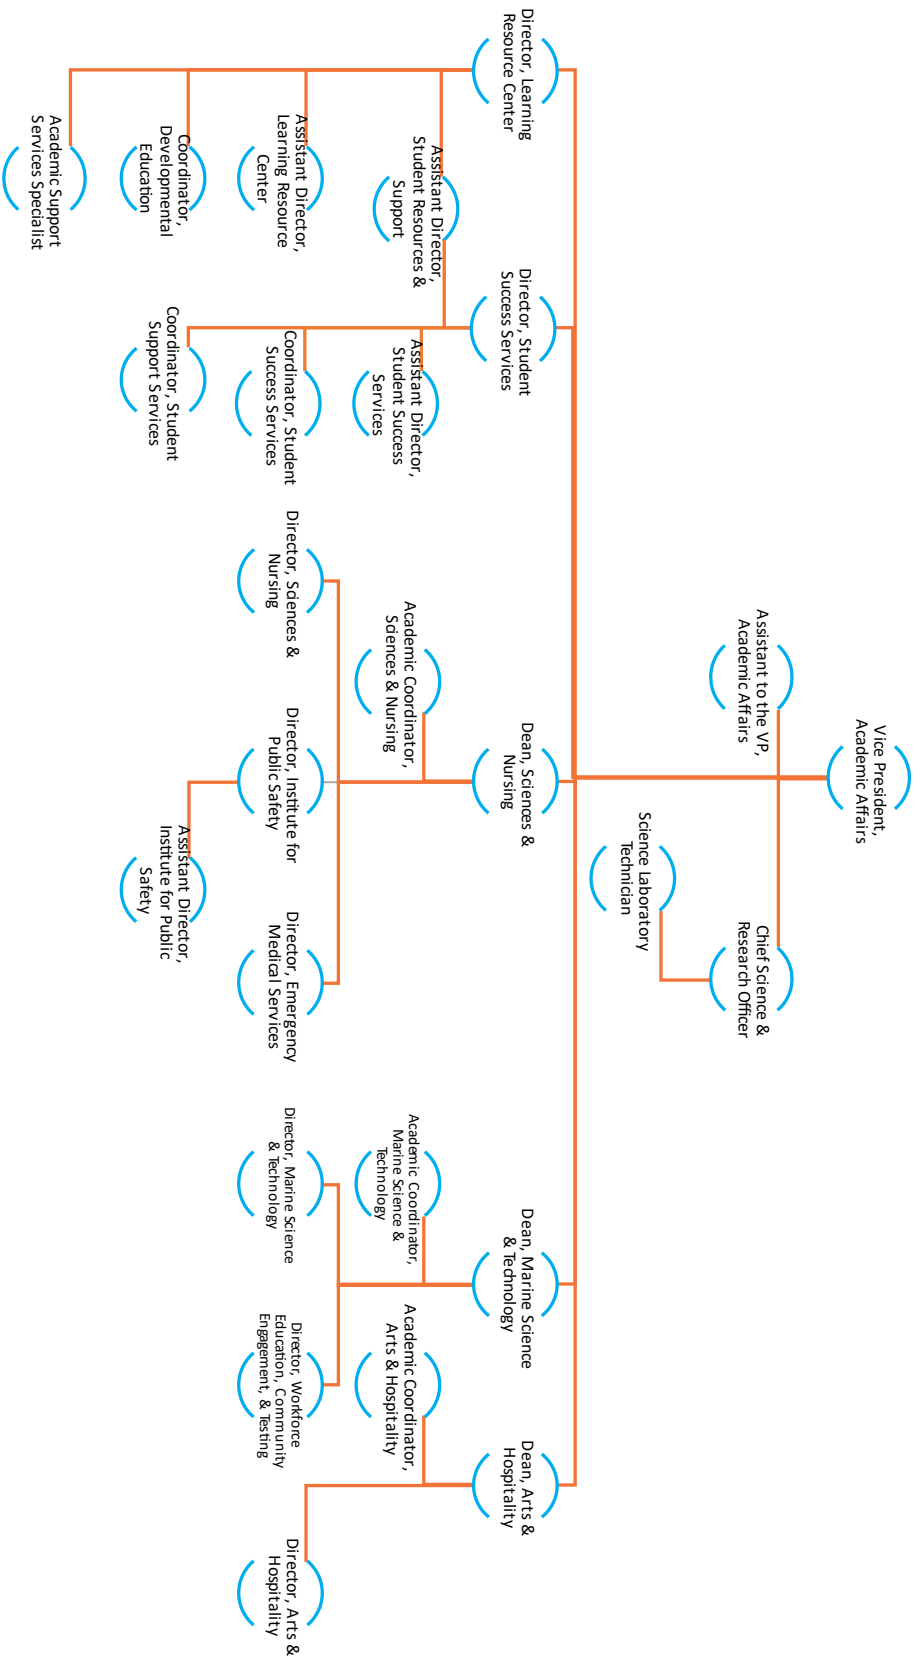 Vice President,
Academic Affairs
Assistant to the VP,
Academic Affairs
Chief Science &
Research Officer
Science Laboratory
Technician
Director, Learning
Resource Center
Director, Student
Success Services
Dean, Sciences &
Nursing
Dean, Marine Science
& Technology
Dean, Arts &
Hospitality
Assistant Director,
Student Resources &
Support
Assistant Director,
Learning Resource
Center
Coordinator,
Developmental
Education
Academic Support
Services Specialist
Assistant Director,
Student Success
Services
Coordinator, Student
Success Services
Coordinator, Student
Support Services
Academic Coordinator,
Sciences & Nursing
Director, Sciences &
Nursing
Director, Institute for
Public Safety
Assistant Director,
Institute for Public
Safety
Director, Emergency
Medical Services
Academic Coordinator,
Marine Science &
Technology
Director, Marine Science
& Technology
Director, Workforce
Education, Community
Engagement, & Testing
Academic Coordinator,
Arts & Hospitality
Director, Arts &
Hospitality